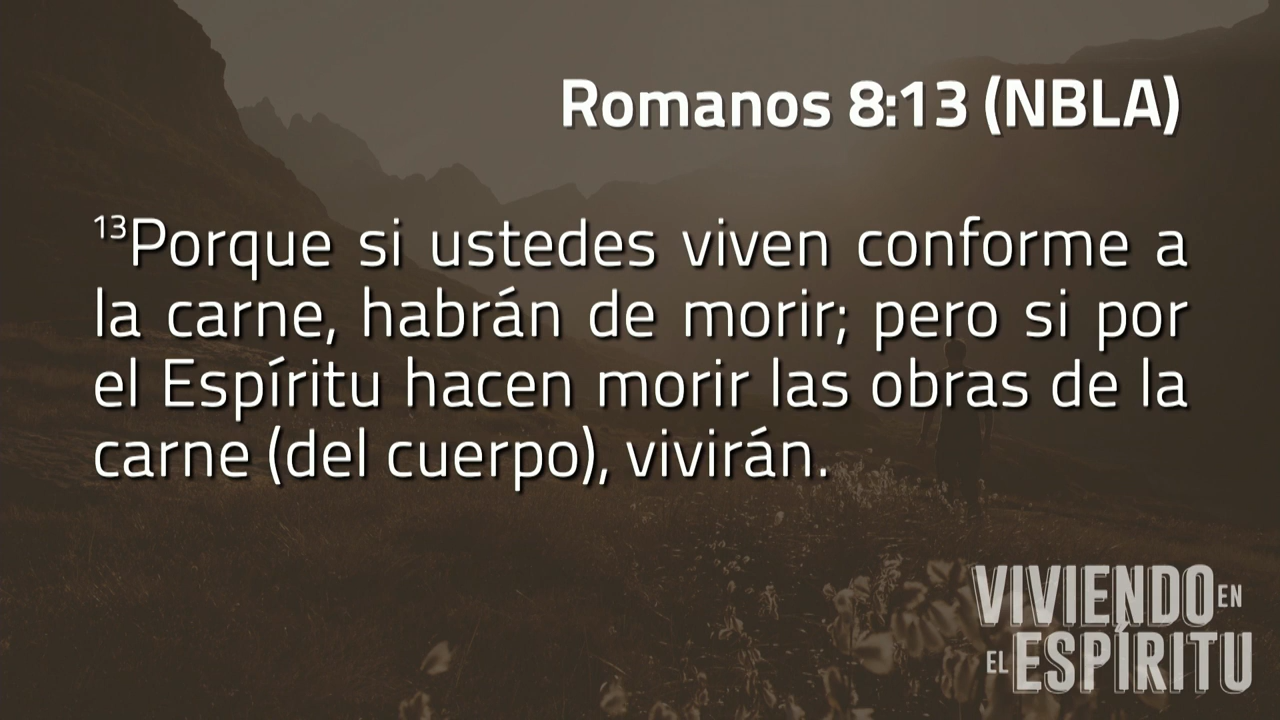 Romanos 8:13 (NBLA)
¹³Porque si ustedes viven conforme a
la carne, habrán de morir; pero si por
el Espíritu hacen morir las obras de la
carne (del cuerpo), vivirán.
VIVIENDO EN
EL ESPÍRITU